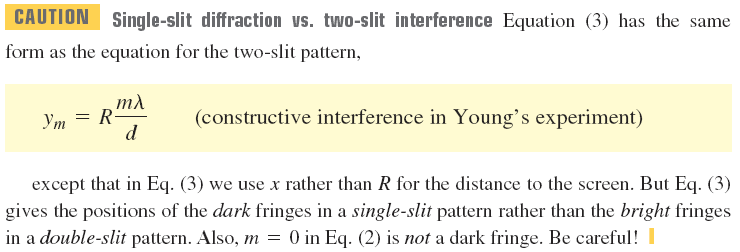 CAUTION Single-slit diffraction vs. two-slit interference Equation (3) has the same
form as the equation for the two-slit pattern,
yₘ = R mλ/d (constructive interference in Young's experiment)
except that in Eq. (3) we use x rather than R for the distance to the screen. But Eq. (3)
gives the positions of the dark fringes in a single-slit pattern rather than the bright fringes
in a double-slit pattern. Also, m = 0 in Eq. (2) is not a dark fringe. Be careful!